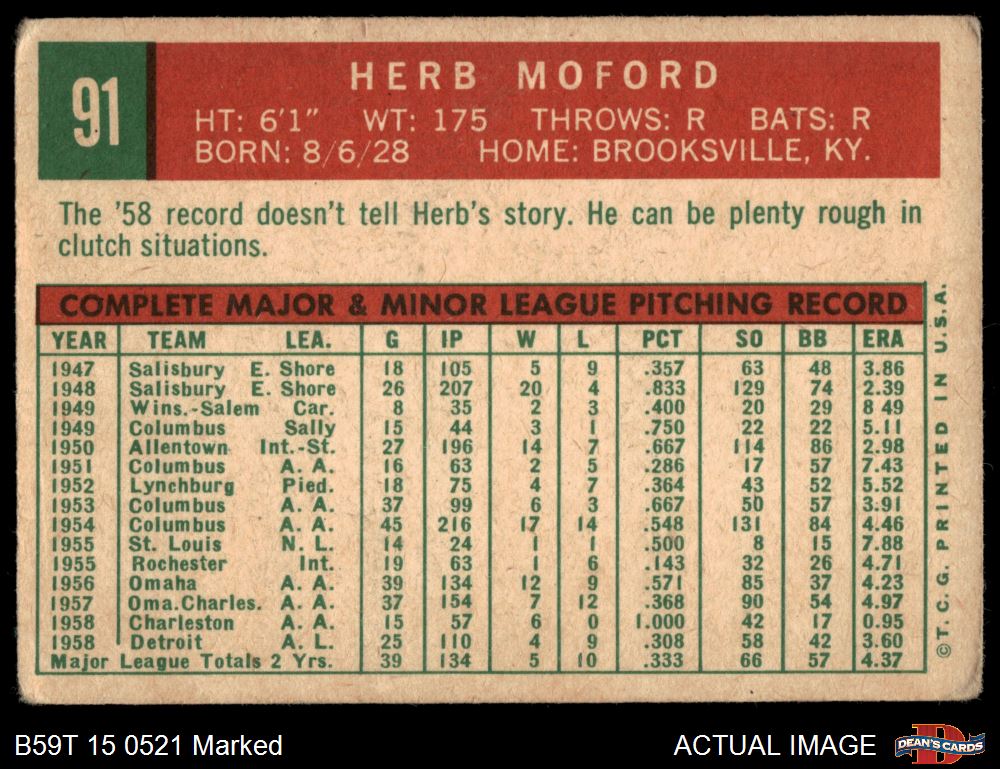 91
HERB MOFORD
HT: 6'1" WT: 175 THROWS: R BATS: R
BORN: 8/6/28 HOME: BROOKSVILLE, KY.
The '58 record doesn't tell Herb's story. He can be plenty rough in
clutch situations.
COMPLETE MAJOR & MINOR LEAGUE PITCHING RECORD
YEAR TEAM LEA. G IP W L PCT SO BB ERA
1947 Salisbury E. Shore 18 105 5 9 .357 63 48 3.86
1948 Salisbury E. Shore 26 207 20 4 .833 129 74 2.39
1949 Wins.-Salem Car. 8 35 2 3 .400 20 29 8 49
1949 Columbus Sally 15 44 3 1 .750 22 22 5.11
1950 Allentown Int.-St. 27 196 14 7 .667 114 86 2.98
1951 Columbus A. A. 16 63 2 5 .286 17 57 7.43
1952 Lynchburg Pied. 18 75 4 7 .364 43 52 5.52
1953 Columbus A. A. 37 99 6 3 .667 50 57 3.91
1954 Columbus A. A. 45 216 17 14 .548 131 84 4.46
1955 St. Louis N. L. 14 24 1 1 .500 8 15 7.88
1955 Rochester Int. 19 63 1 6 .143 32 26 4.71
1956 Omaha A. A. 39 134 12 9 .571 85 37 4.23
1957 Oma.Charles. A. A. 37 154 7 12 .368 90 54 4.97
1958 Charleston A. A. 15 57 6 0 1.000 42 17 0.95
1958 Detroit A. L. 25 110 4 9 .308 58 42 3.60
Major League Totals 2 Yrs. 39 134 5 10 .333 66 57 4.37
©T. C. G. PRINTED IN U.S.A.
B59T 15 0521 Marked
ACTUAL IMAGE
DEAN'S CARDS